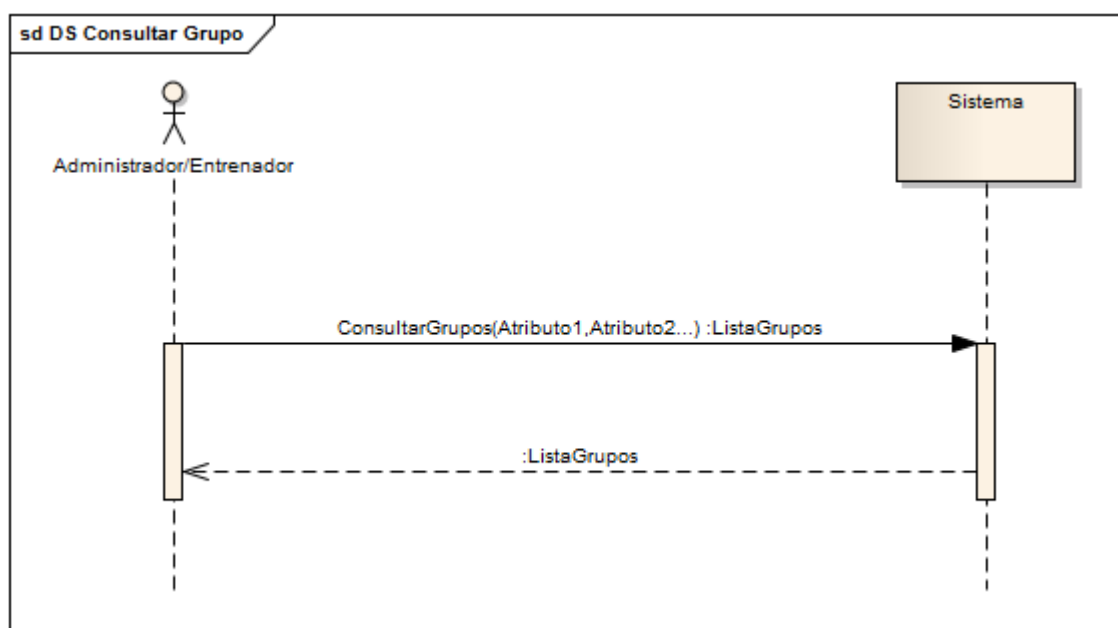 sd DS Consultar Grupo
Sistema
Administrador/Entrenador
ConsultarGrupos(Atributo1,Atributo2...) :ListaGrupos
:ListaGrupos